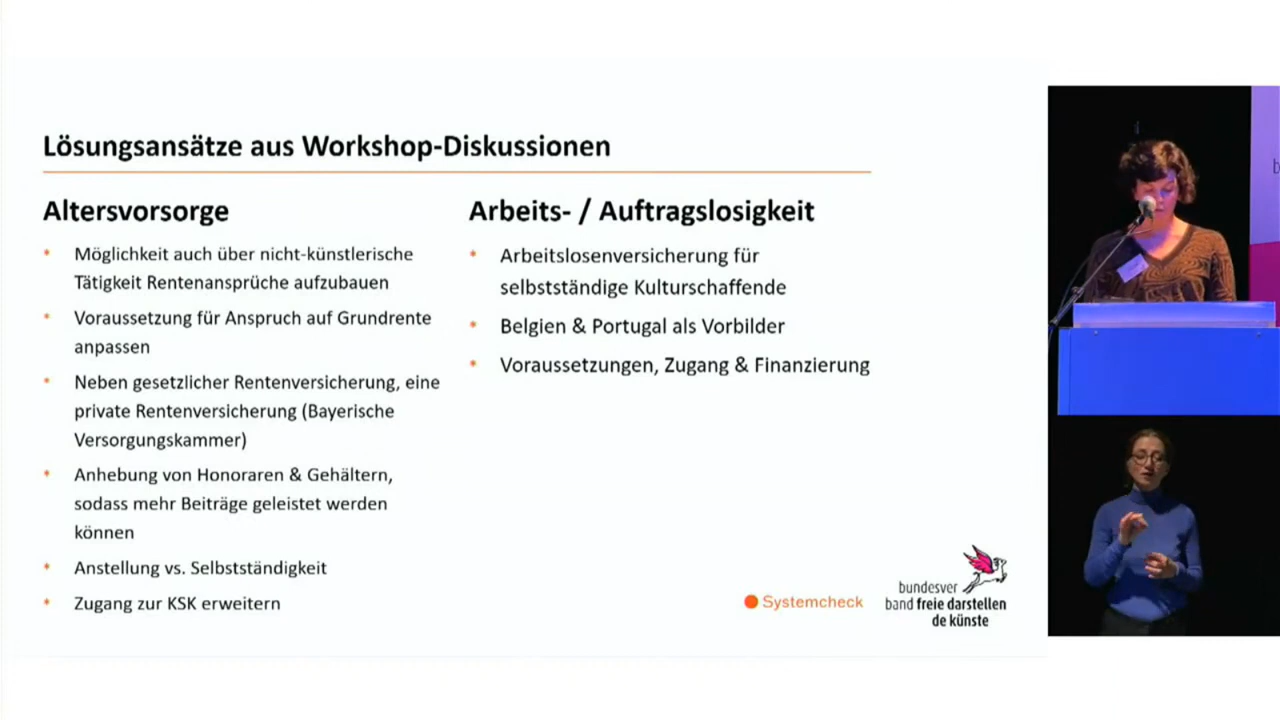 Lösungsansätze aus Workshop-Diskussionen
Altersvorsorge
• Möglichkeit auch über nicht-künstlerische
Tätigkeit Rentenansprüche aufzubauen
• Voraussetzung für Anspruch auf Grundrente
anpassen
• Neben gesetzlicher Rentenversicherung, eine
private Rentenversicherung (Bayerische
Versorgungskammer)
• Anhebung von Honoraren & Gehältern,
sodass mehr Beiträge geleistet werden
können
• Anstellung vs. Selbstständigkeit
• Zugang zur KSK erweitern
Arbeits- / Auftragslosigkeit
• Arbeitslosenversicherung für
selbstständige Kulturschaffende
• Belgien & Portugal als Vorbilder
• Voraussetzungen, Zugang & Finanzierung
Systemcheck
bundesver
band freie darstellen
de künste